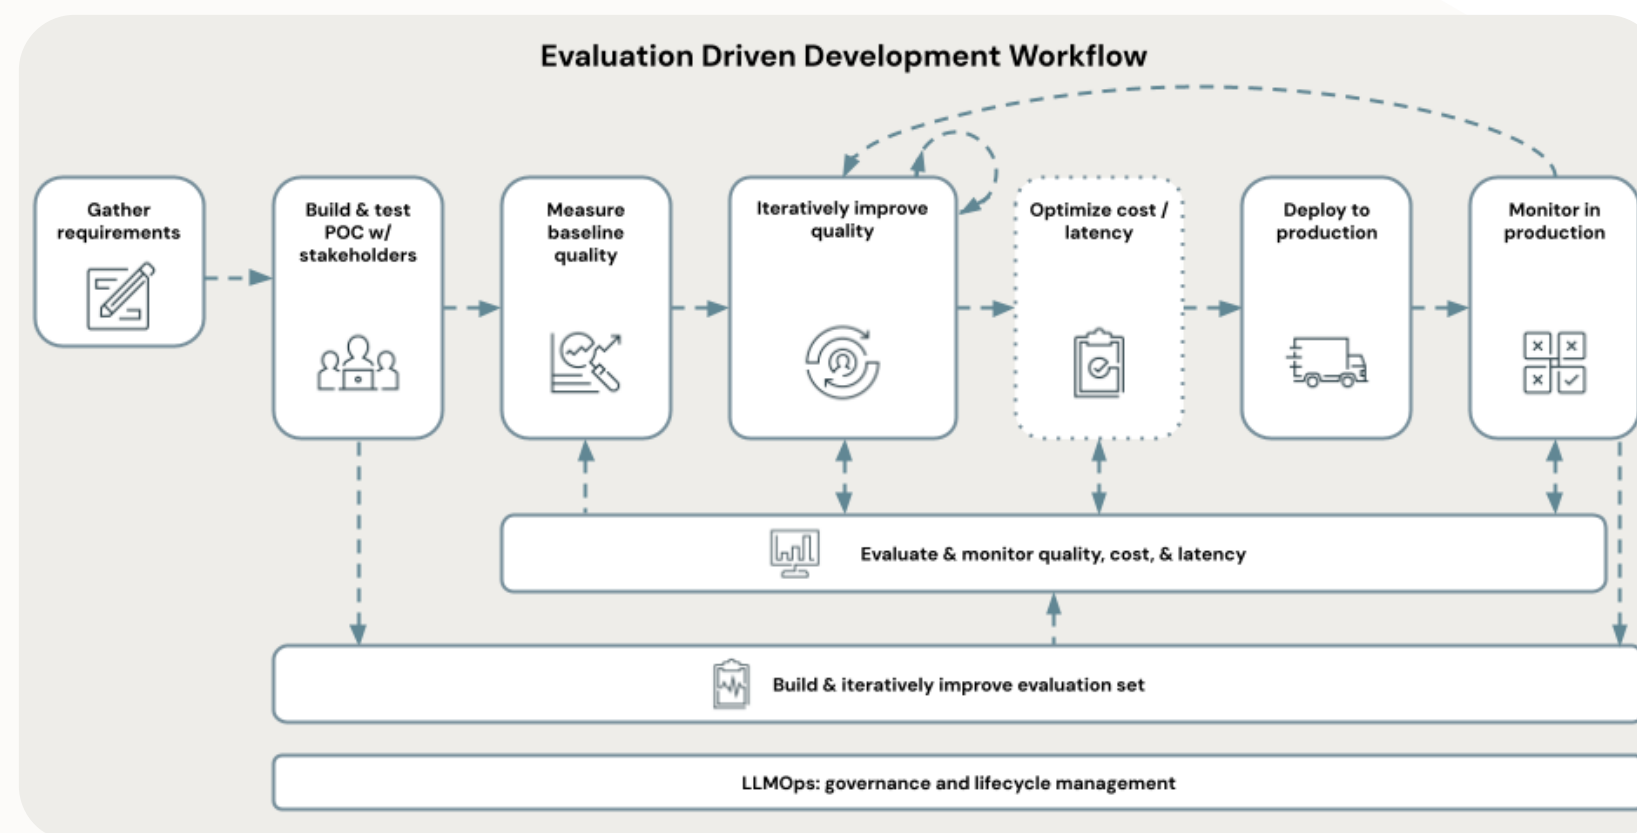 Evaluation Driven Development Workflow
Gather
requirements
Build & test
POC w/
stakeholders
Measure
baseline
quality
Iteratively improve
quality
Optimize cost /
latency
Deploy to
production
Monitor in
production
Evaluate & monitor quality, cost, & latency
Build & iteratively improve evaluation set
LLMOps: governance and lifecycle management